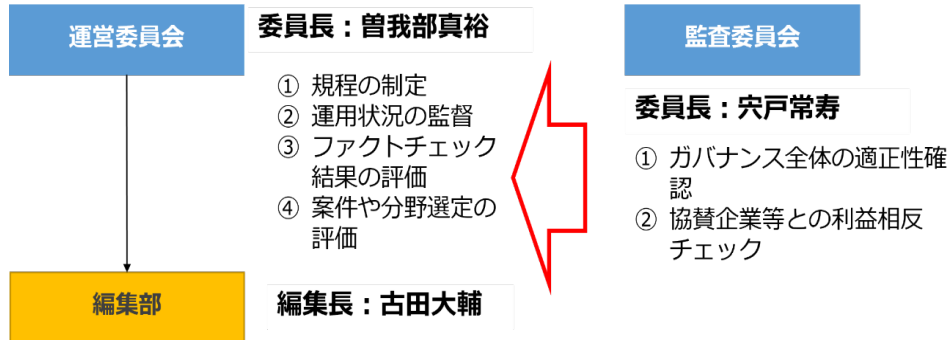 運営委員会
委員長：曽我部真裕
① 規程の制定
② 運用状況の監督
③ ファクトチェック
結果の評価
④ 案件や分野選定の
評価
編集部
編集長：古田大輔
監査委員会
委員長：宍戸常寿
① ガバナンス全体の適正性確
認
② 協賛企業等との利益相反
チェック